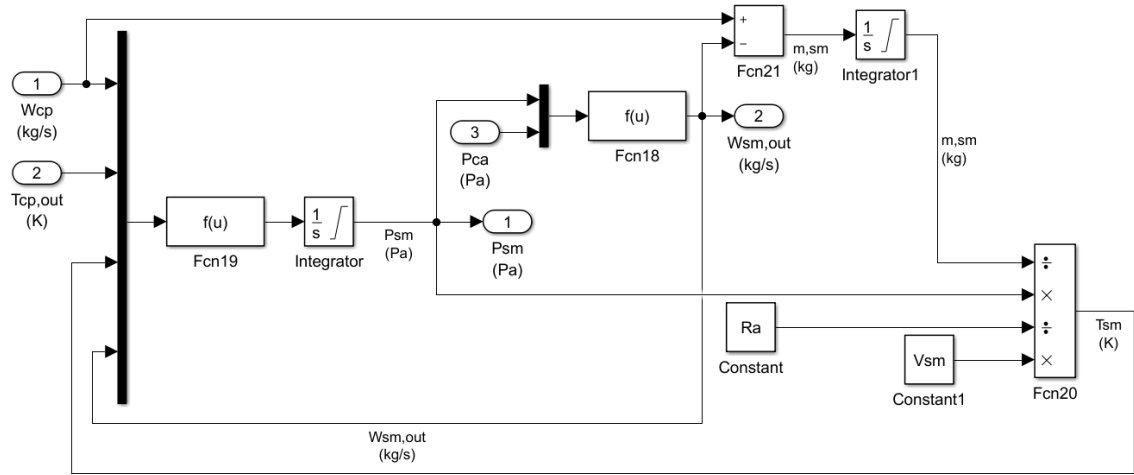 +
−
Fcn21
m,sm
(kg)
1
s
Integrator1
1
Wcp
(kg/s)
2
Tcp,out
(K)
f(u)
Fcn19
1
s
Integrator
Psm
(Pa)
3
Pca
(Pa)
f(u)
Fcn18
2
Wsm,out
(kg/s)
1
Psm
(Pa)
m,sm
(kg)
Ra
Constant
Vsm
Constant1
÷
×
÷
×
Fcn20
Tsm
(K)
Wsm,out
(kg/s)